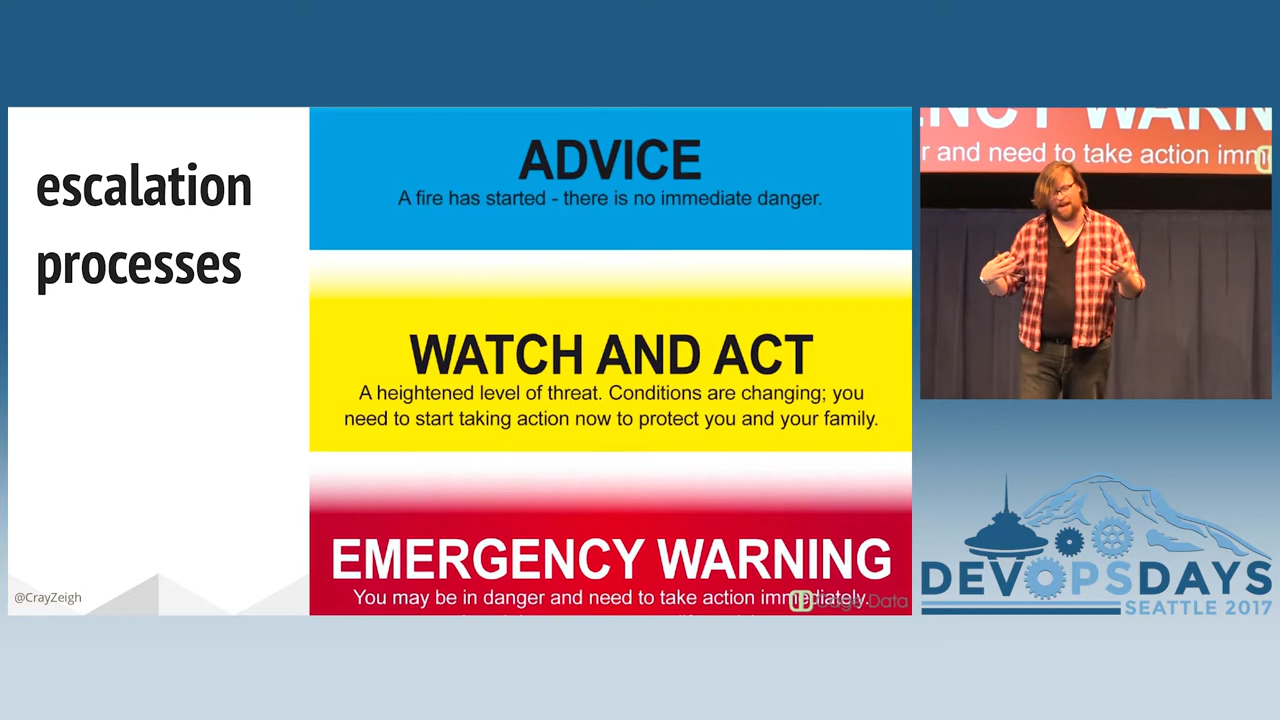 escalation
processes
@CrayZeigh
ADVICE
A fire has started - there is no immediate danger.
WATCH AND ACT
A heightened level of threat. Conditions are changing; you
need to start taking action now to protect you and your family.
EMERGENCY WARNING
You may be in danger and need to take action immediately.
Data
ENCY WARN
r and need to take action imm
DEVOPSDAYS
SEATTLE 2017